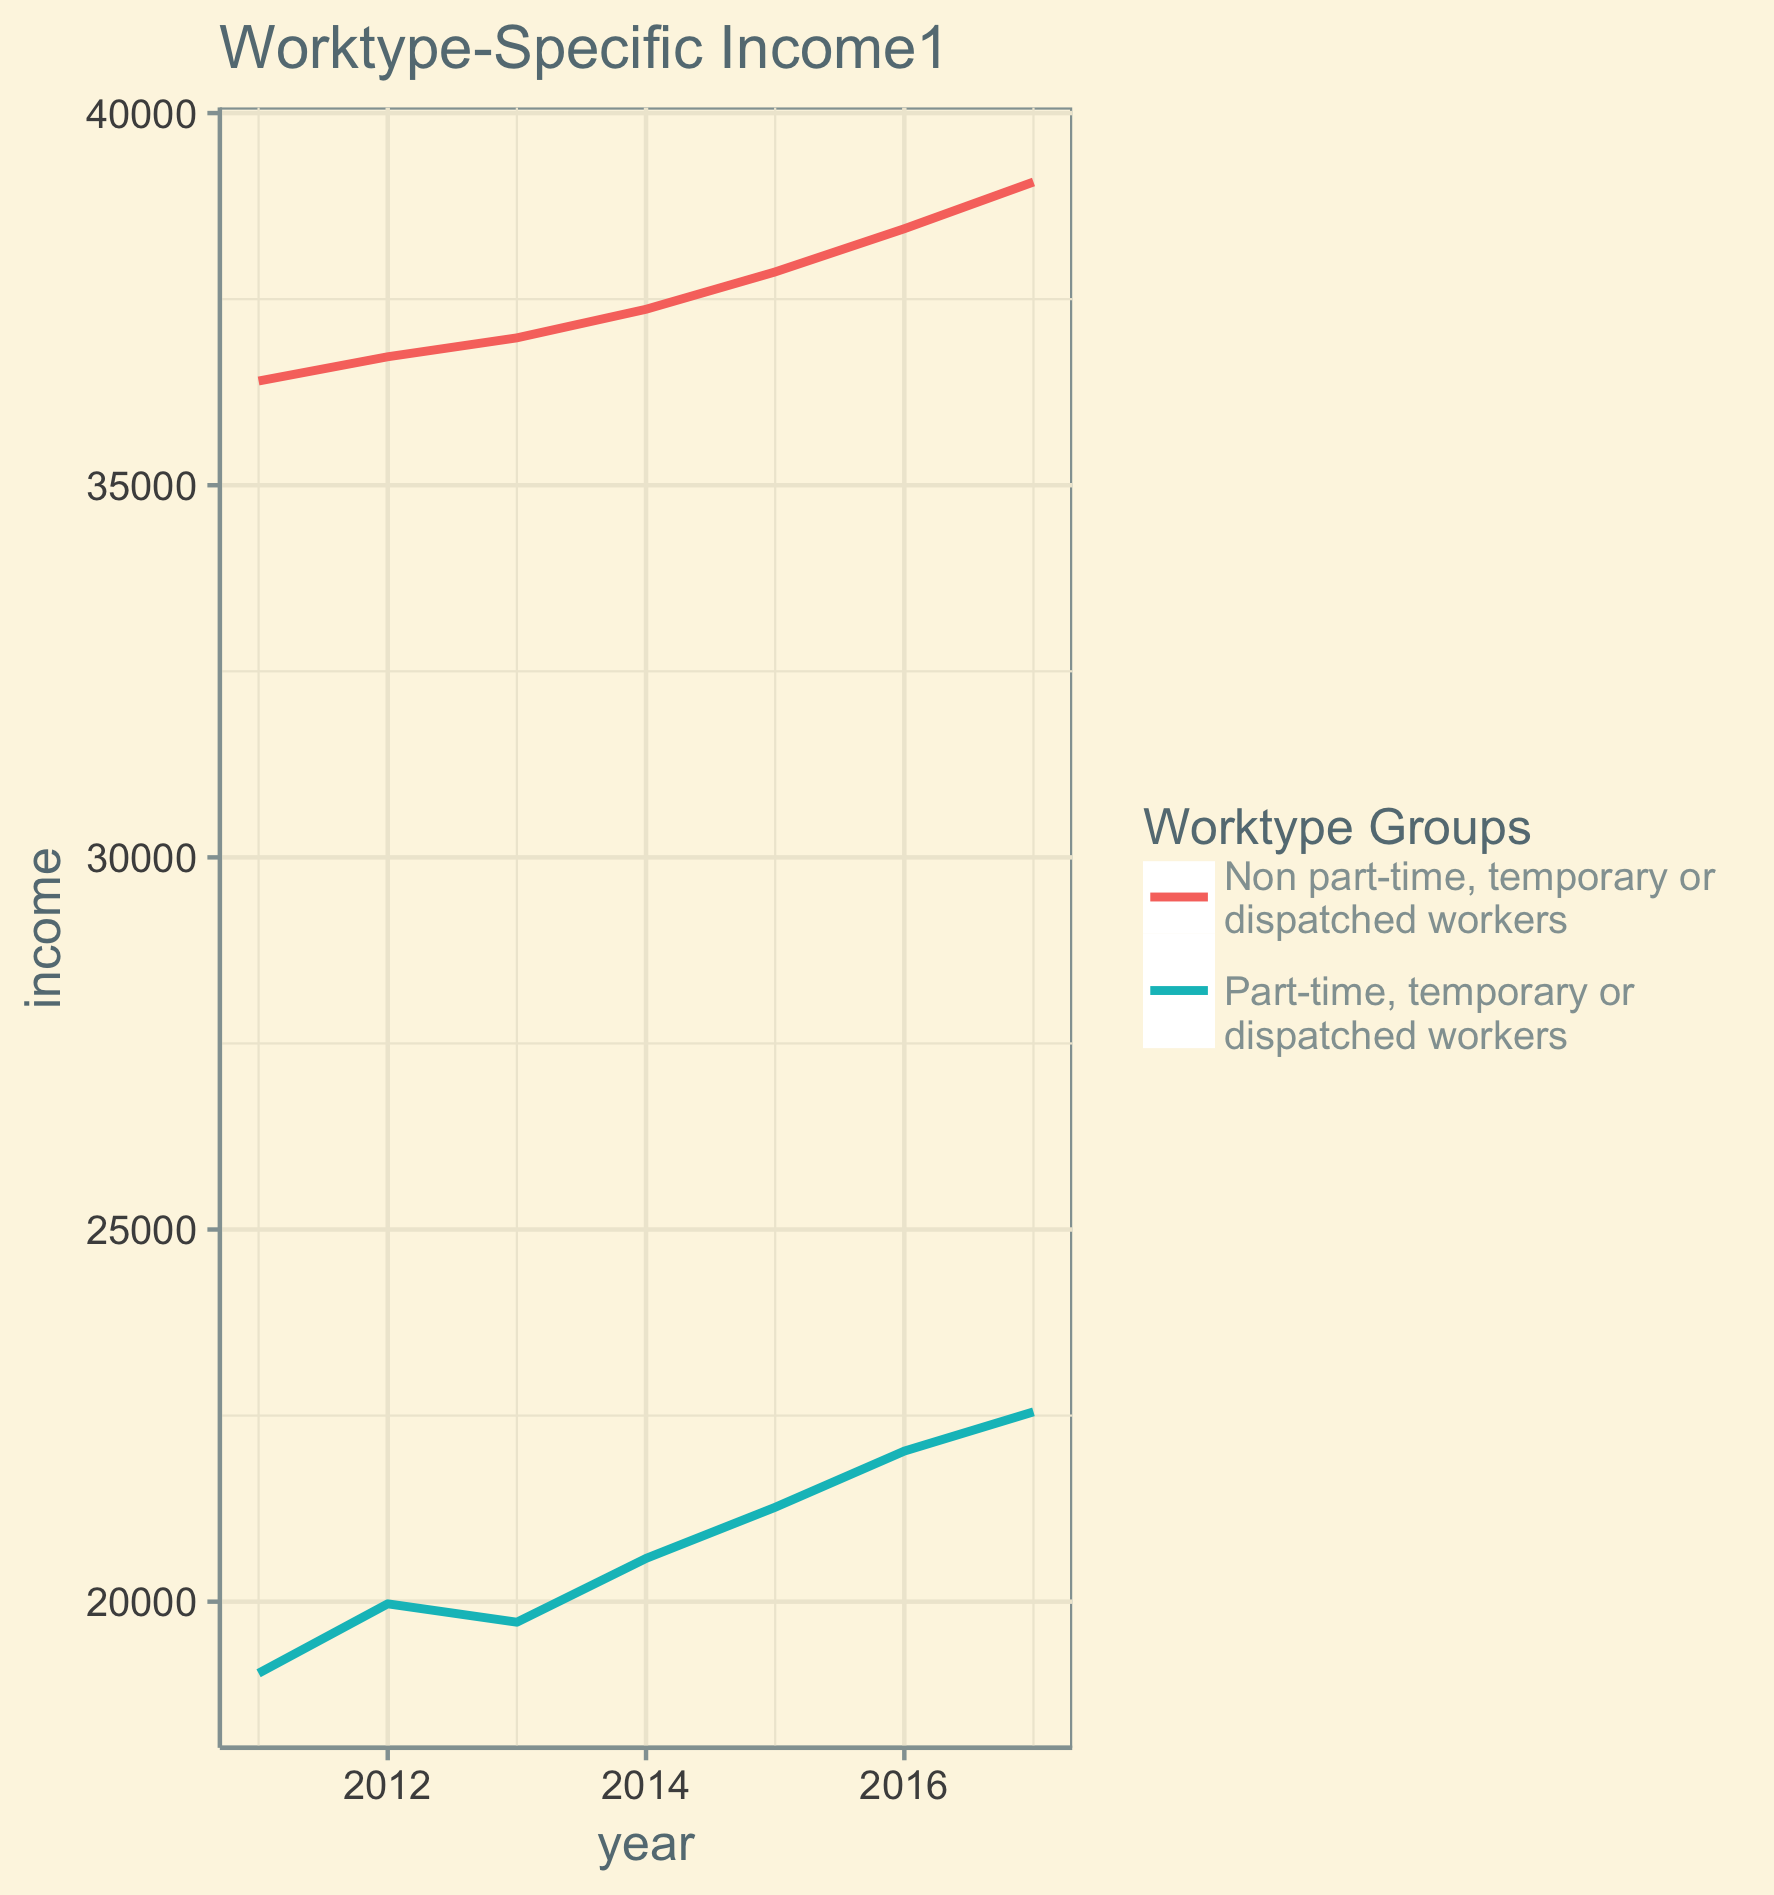 Worktype-Specific Income1
40000
35000
30000
25000
20000
income
2012
2014
2016
year
Worktype Groups
Non part-time, temporary or
dispatched workers
Part-time, temporary or
dispatched workers